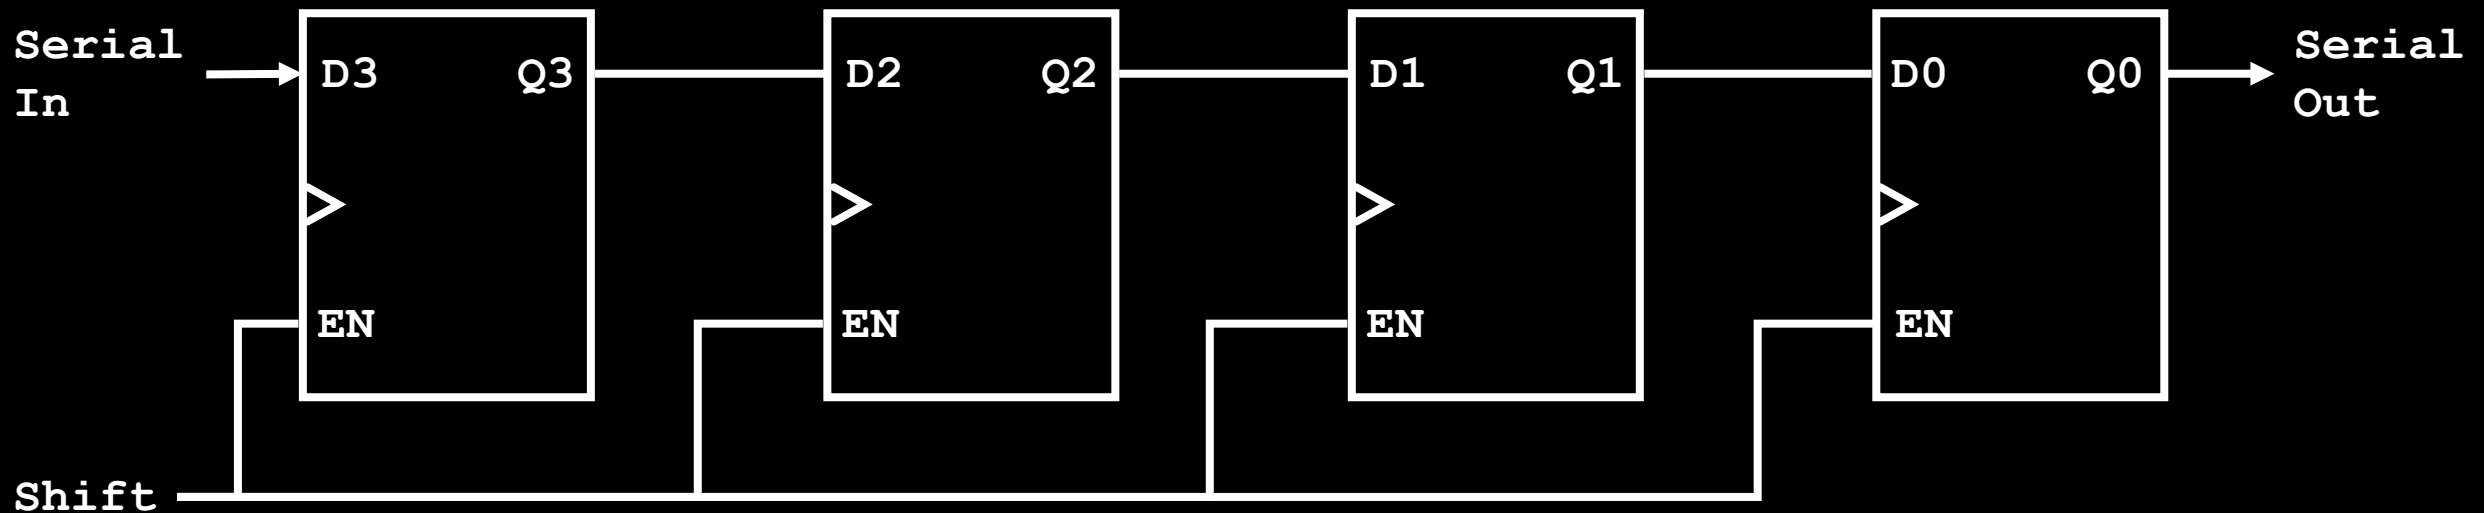 Serial
In
D3 Q3 D2 Q2 D1 Q1 D0 Q0
Serial
Out
EN EN EN EN
Shift